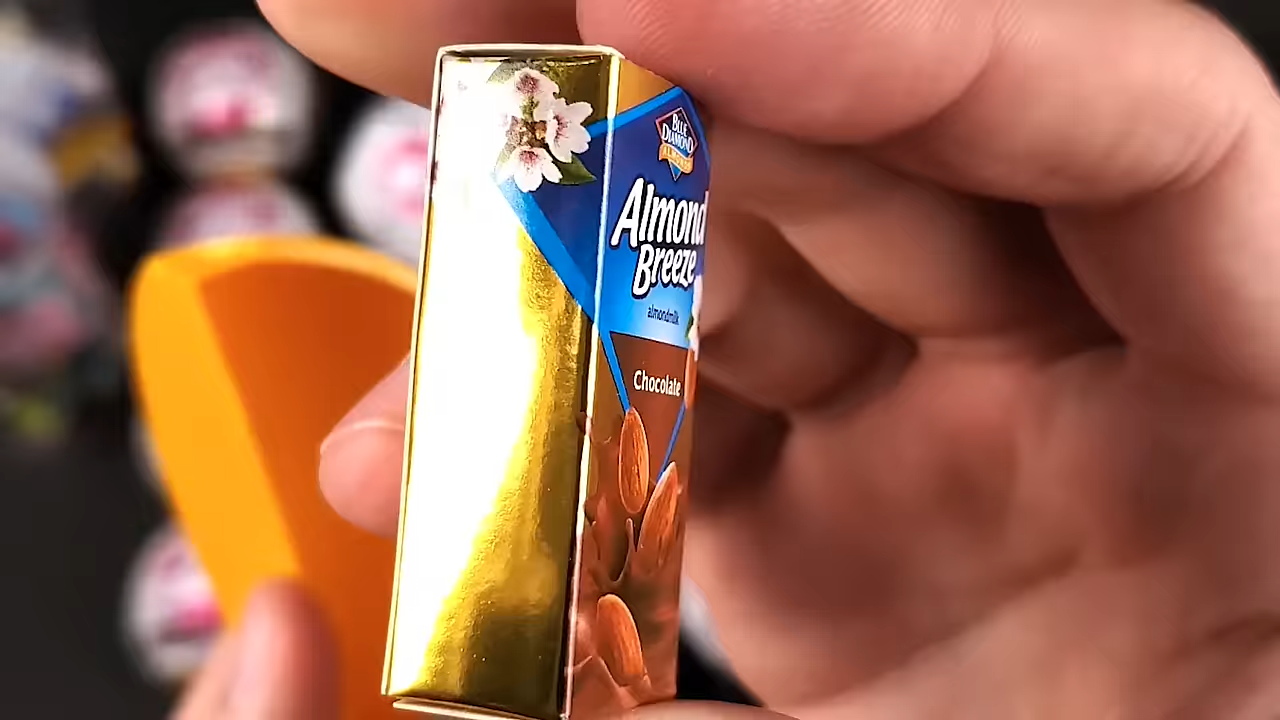 BLUE
DIAMOND
ALMONDS
Almond
Breeze
almondmilk
Chocolate